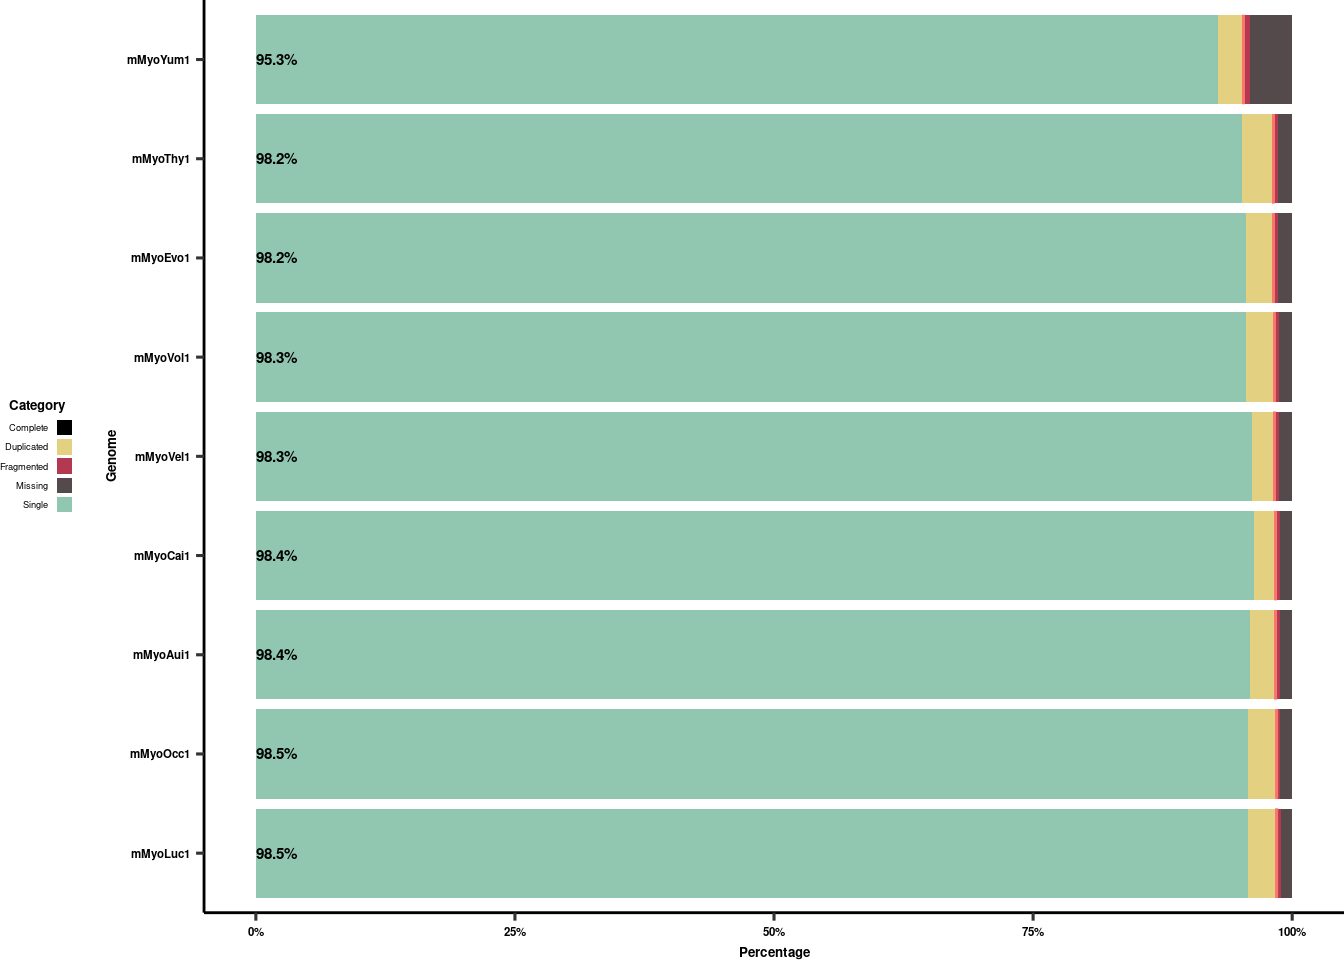 mMyoYum1
95.3%
mMyoThy1
98.2%
mMyoEvo1
98.2%
mMyoVol1
98.3%
mMyoVel1
98.3%
mMyoCai1
98.4%
mMyoAui1
98.4%
mMyoOcc1
98.5%
mMyoLuc1
98.5%
Category
Complete
Duplicated
Fragmented
Missing
Single
Genome
0%
25%
50%
75%
100%
Percentage